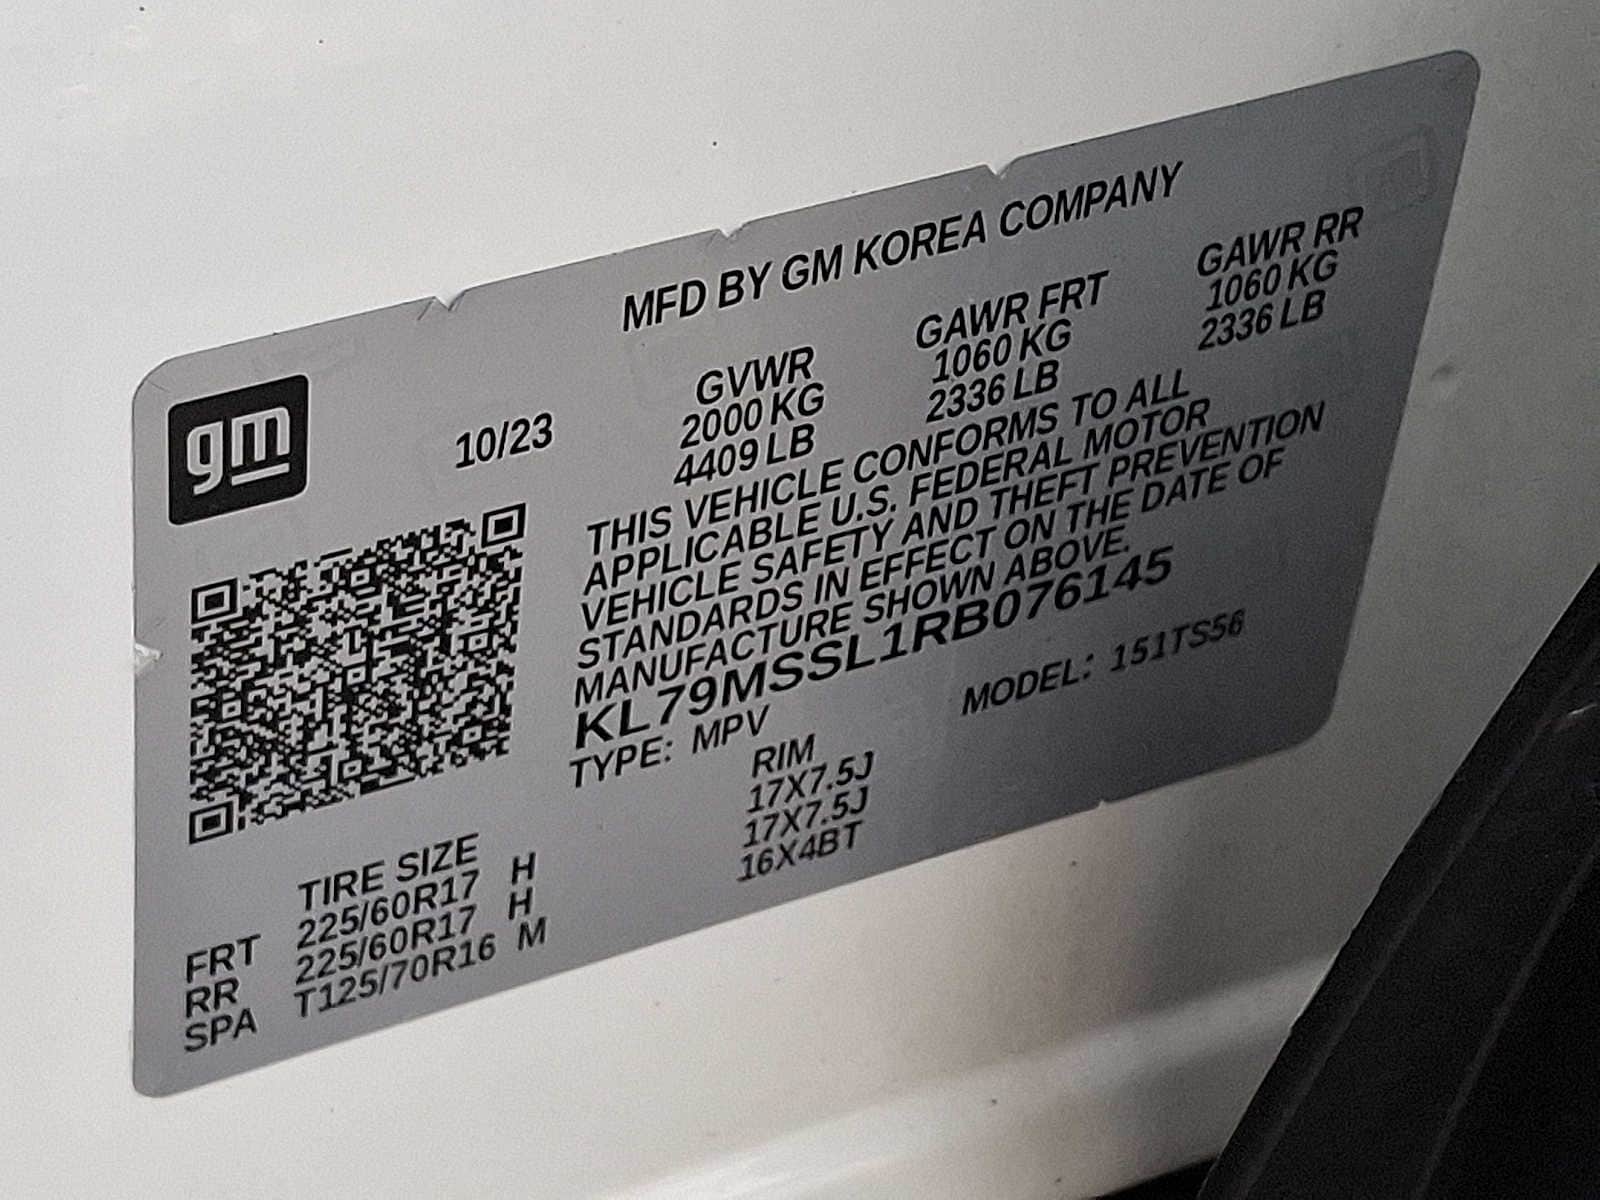 MFD BY GM KOREA COMPANY
gm
10/23
GVWR GAWR FRT GAWR RR
2000 KG 1060 KG 1060 KG
4409 LB 2336 LB 2336 LB
THIS VEHICLE CONFORMS TO ALL
APPLICABLE U.S. FEDERAL MOTOR
VEHICLE SAFETY AND THEFT PREVENTION
STANDARDS IN EFFECT ON THE DATE OF
MANUFACTURE SHOWN ABOVE.
KL79MSSL1RB076145
TYPE: MPV MODEL: 151TS56
TIRE SIZE RIM
FRT 225/60R17 H 17X7.5J
RR 225/60R17 H 17X7.5J
SPA T125/70R16 M 16X4BT